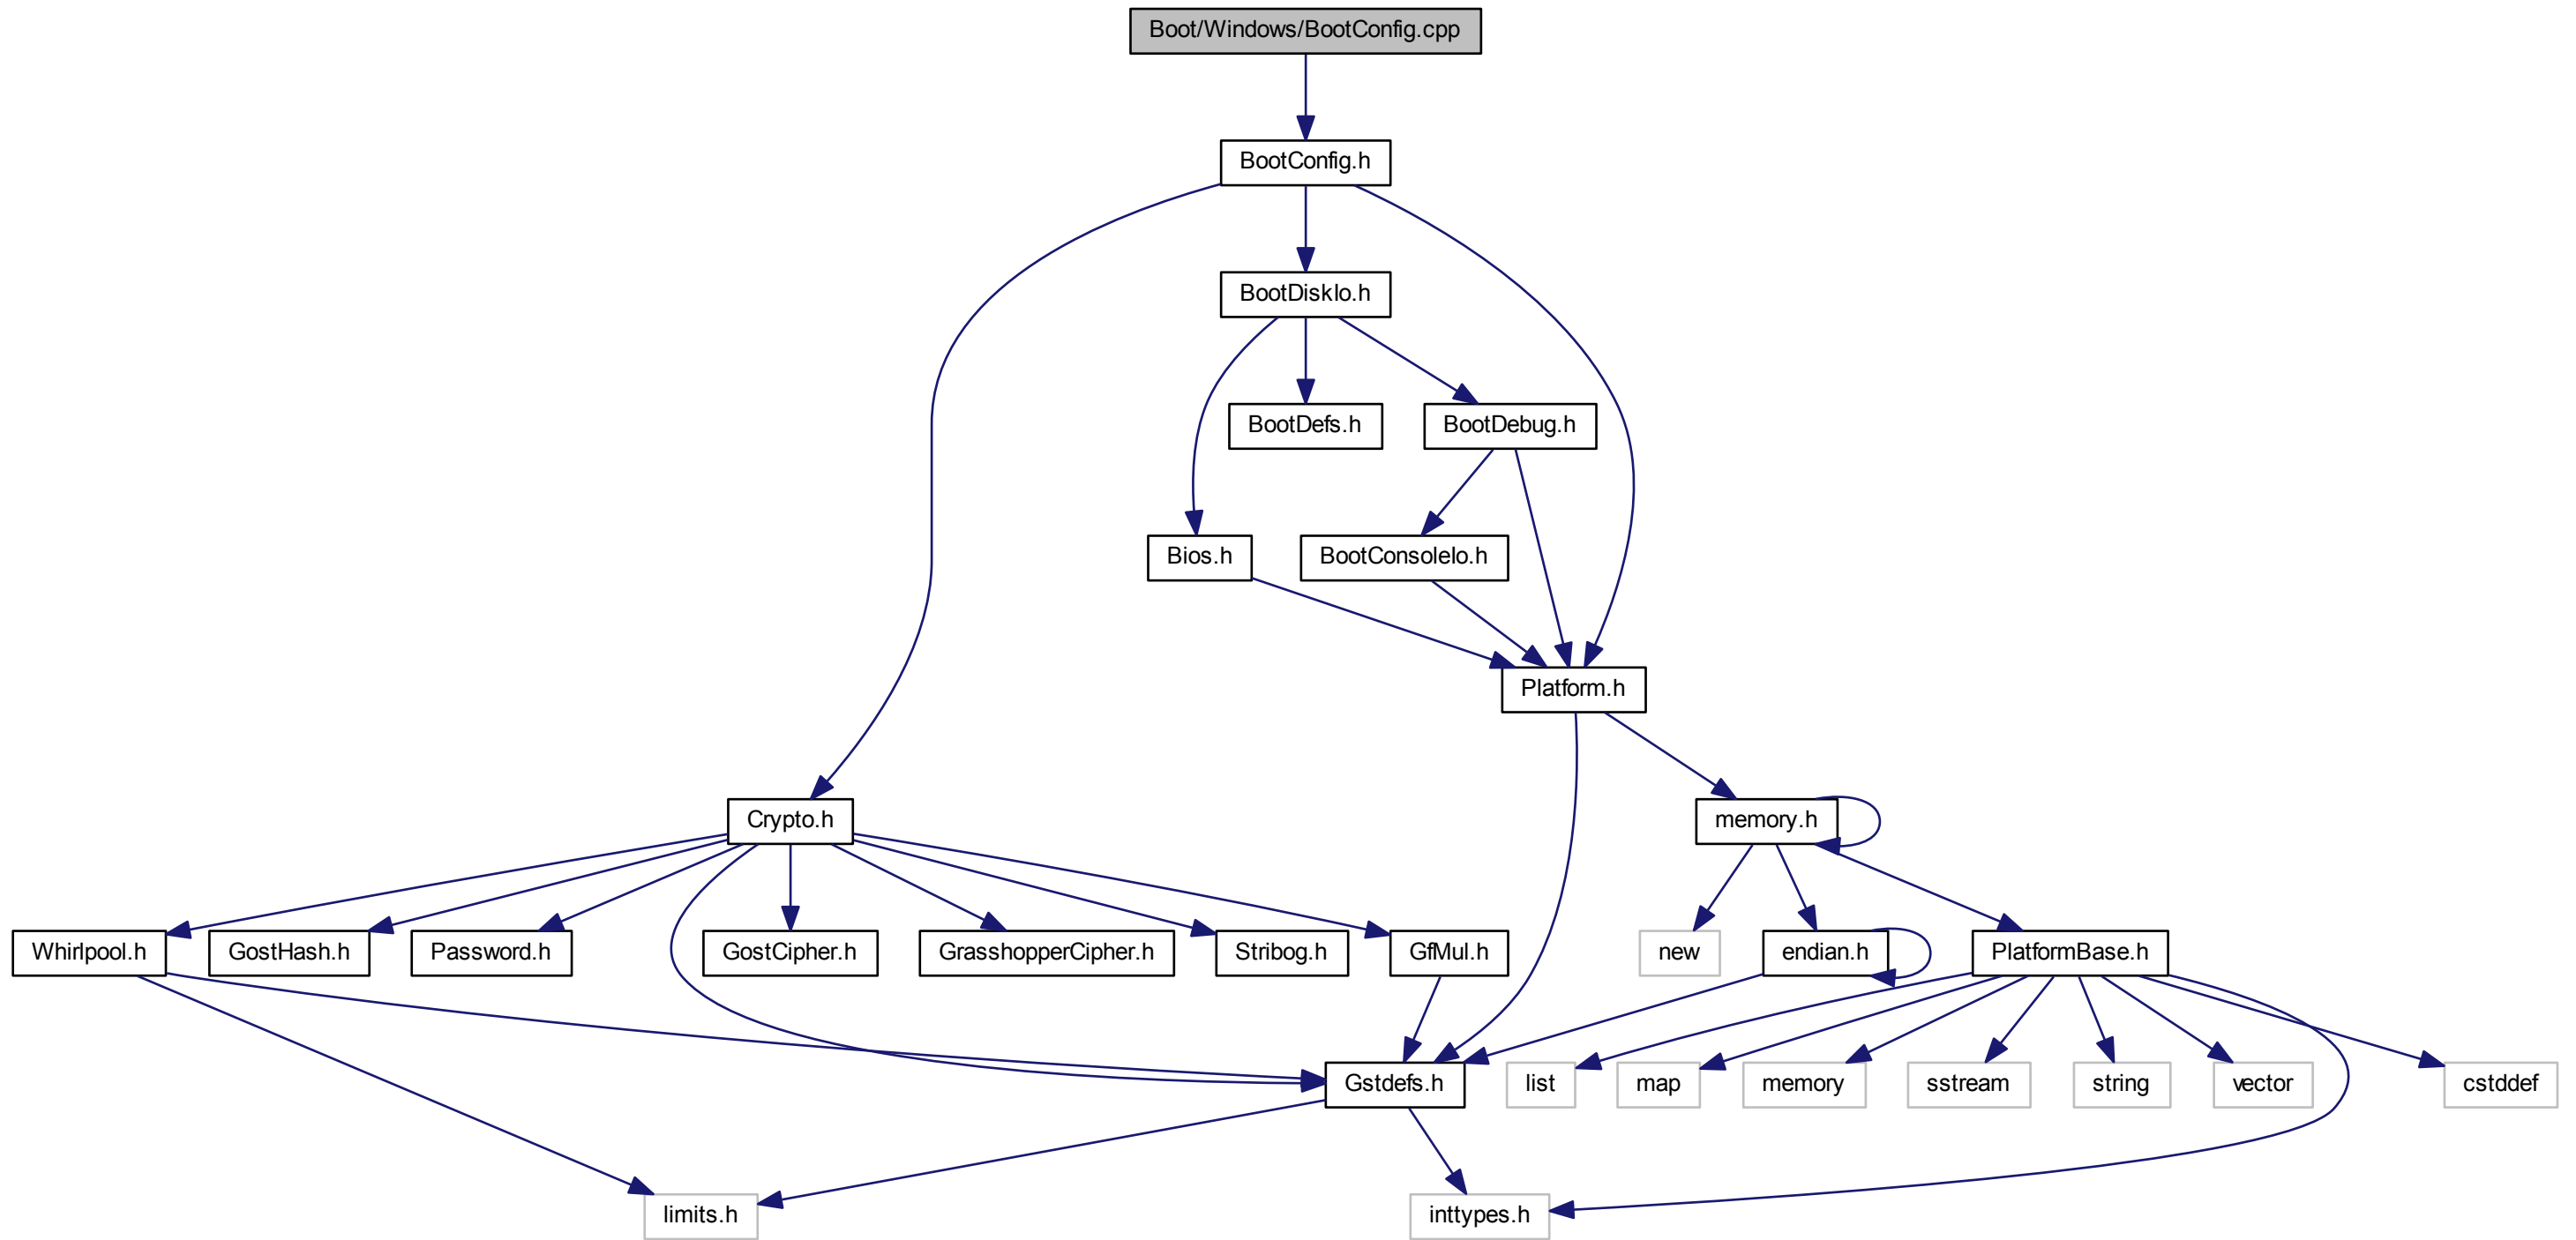 Boot/Windows/BootConfig.cpp
BootConfig.h
BootDiskIo.h
BootDefs.h
BootDebug.h
Bios.h
BootConsoleIo.h
Platform.h
Crypto.h
memory.h
Whirlpool.h
GostHash.h
Password.h
GostCipher.h
GrasshopperCipher.h
Stribog.h
GfMul.h
new
endian.h
PlatformBase.h
Gstdefs.h
list
map
memory
sstream
string
vector
cstddef
limits.h
inttypes.h